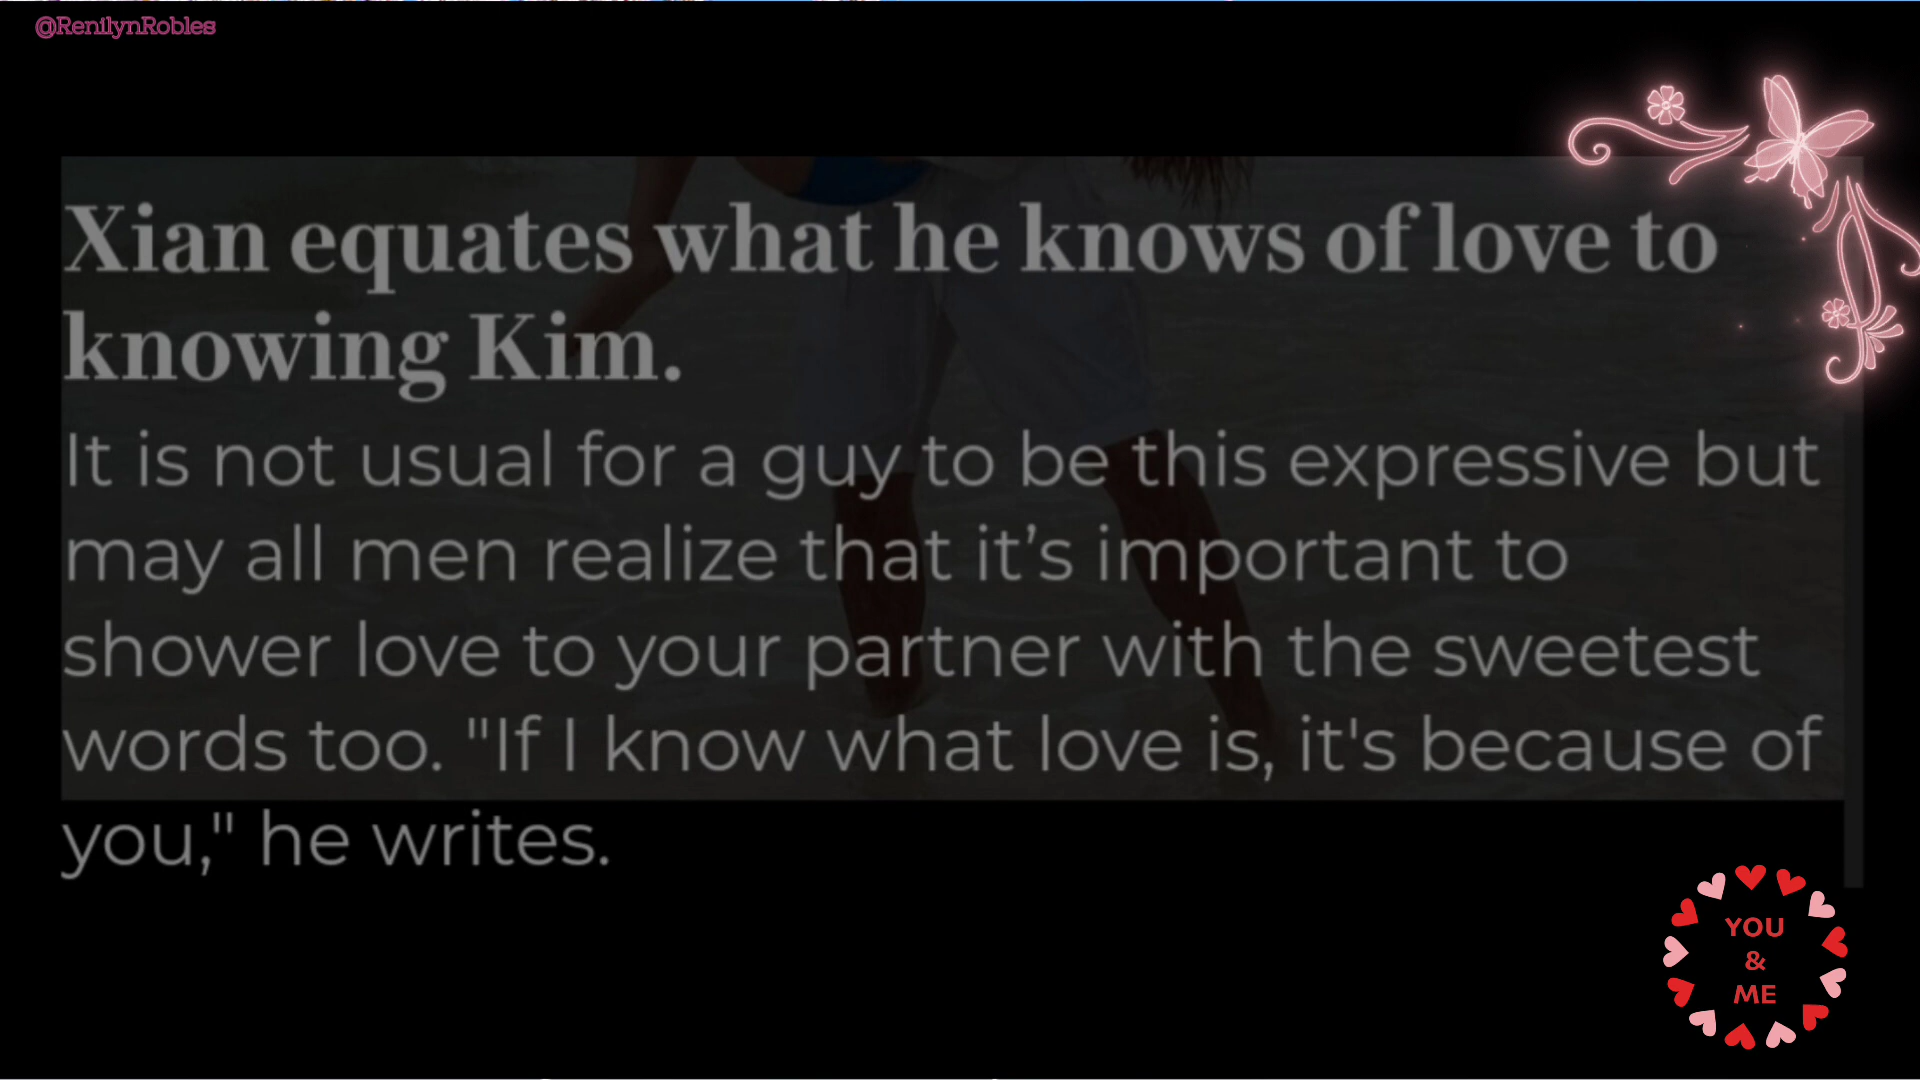 @RenilynRobles
Xian equates what he knows of love to
knowing Kim.
It is not usual for a guy to be this expressive but
may all men realize that it’s important to
shower love to your partner with the sweetest
words too. "If I know what love is, it's because of
you," he writes.
YOU
&
ME